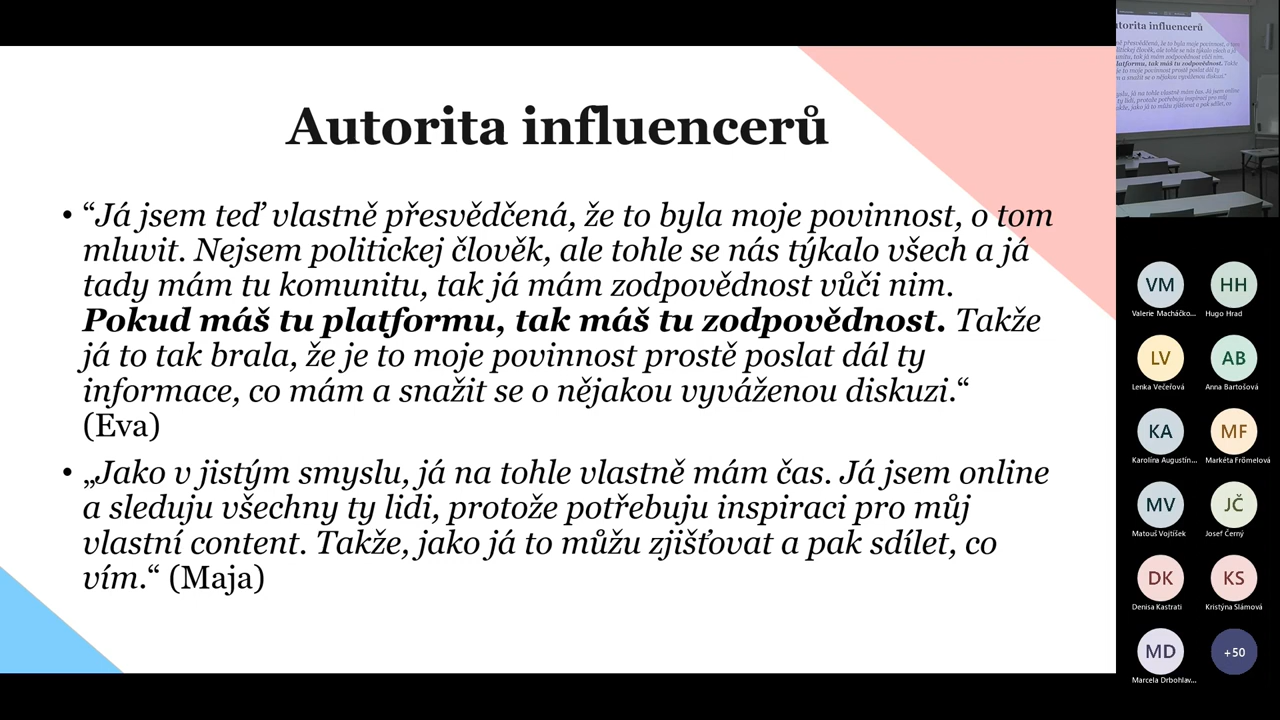 Autorita influencerů
• “Já jsem teď vlastně přesvědčená, že to byla moje povinnost, o tom
mluvit. Nejsem politickej člověk, ale tohle se nás týkalo všech a já
tady mám tu komunitu, tak já mám zodpovědnost vůči nim.
Pokud máš tu platformu, tak máš tu zodpovědnost. Takže
já to tak brala, že je to moje povinnost prostě poslat dál ty
informace, co mám a snažit se o nějakou vyváženou diskuzi.“
(Eva)
• „Jako v jistým smyslu, já na tohle vlastně mám čas. Já jsem online
a sleduju všechny ty lidi, protože potřebuju inspiraci pro můj
vlastní content. Takže, jako já to můžu zjišťovat a pak sdílet, co
vím.“ (Maja)
torita influencerů
VM HH
Valerie Macháčko... Hugo Hrad
LV AB
Lenka Večeřová Anna Bartošová
KA MF
Karolína Augustin... Markéta Frömelová
MV JČ
Matouš Vojtíšek Josef Černý
DK KS
Denisa Kastrati Kristýna Slámová
MD +50
Marcela Drbohlav...